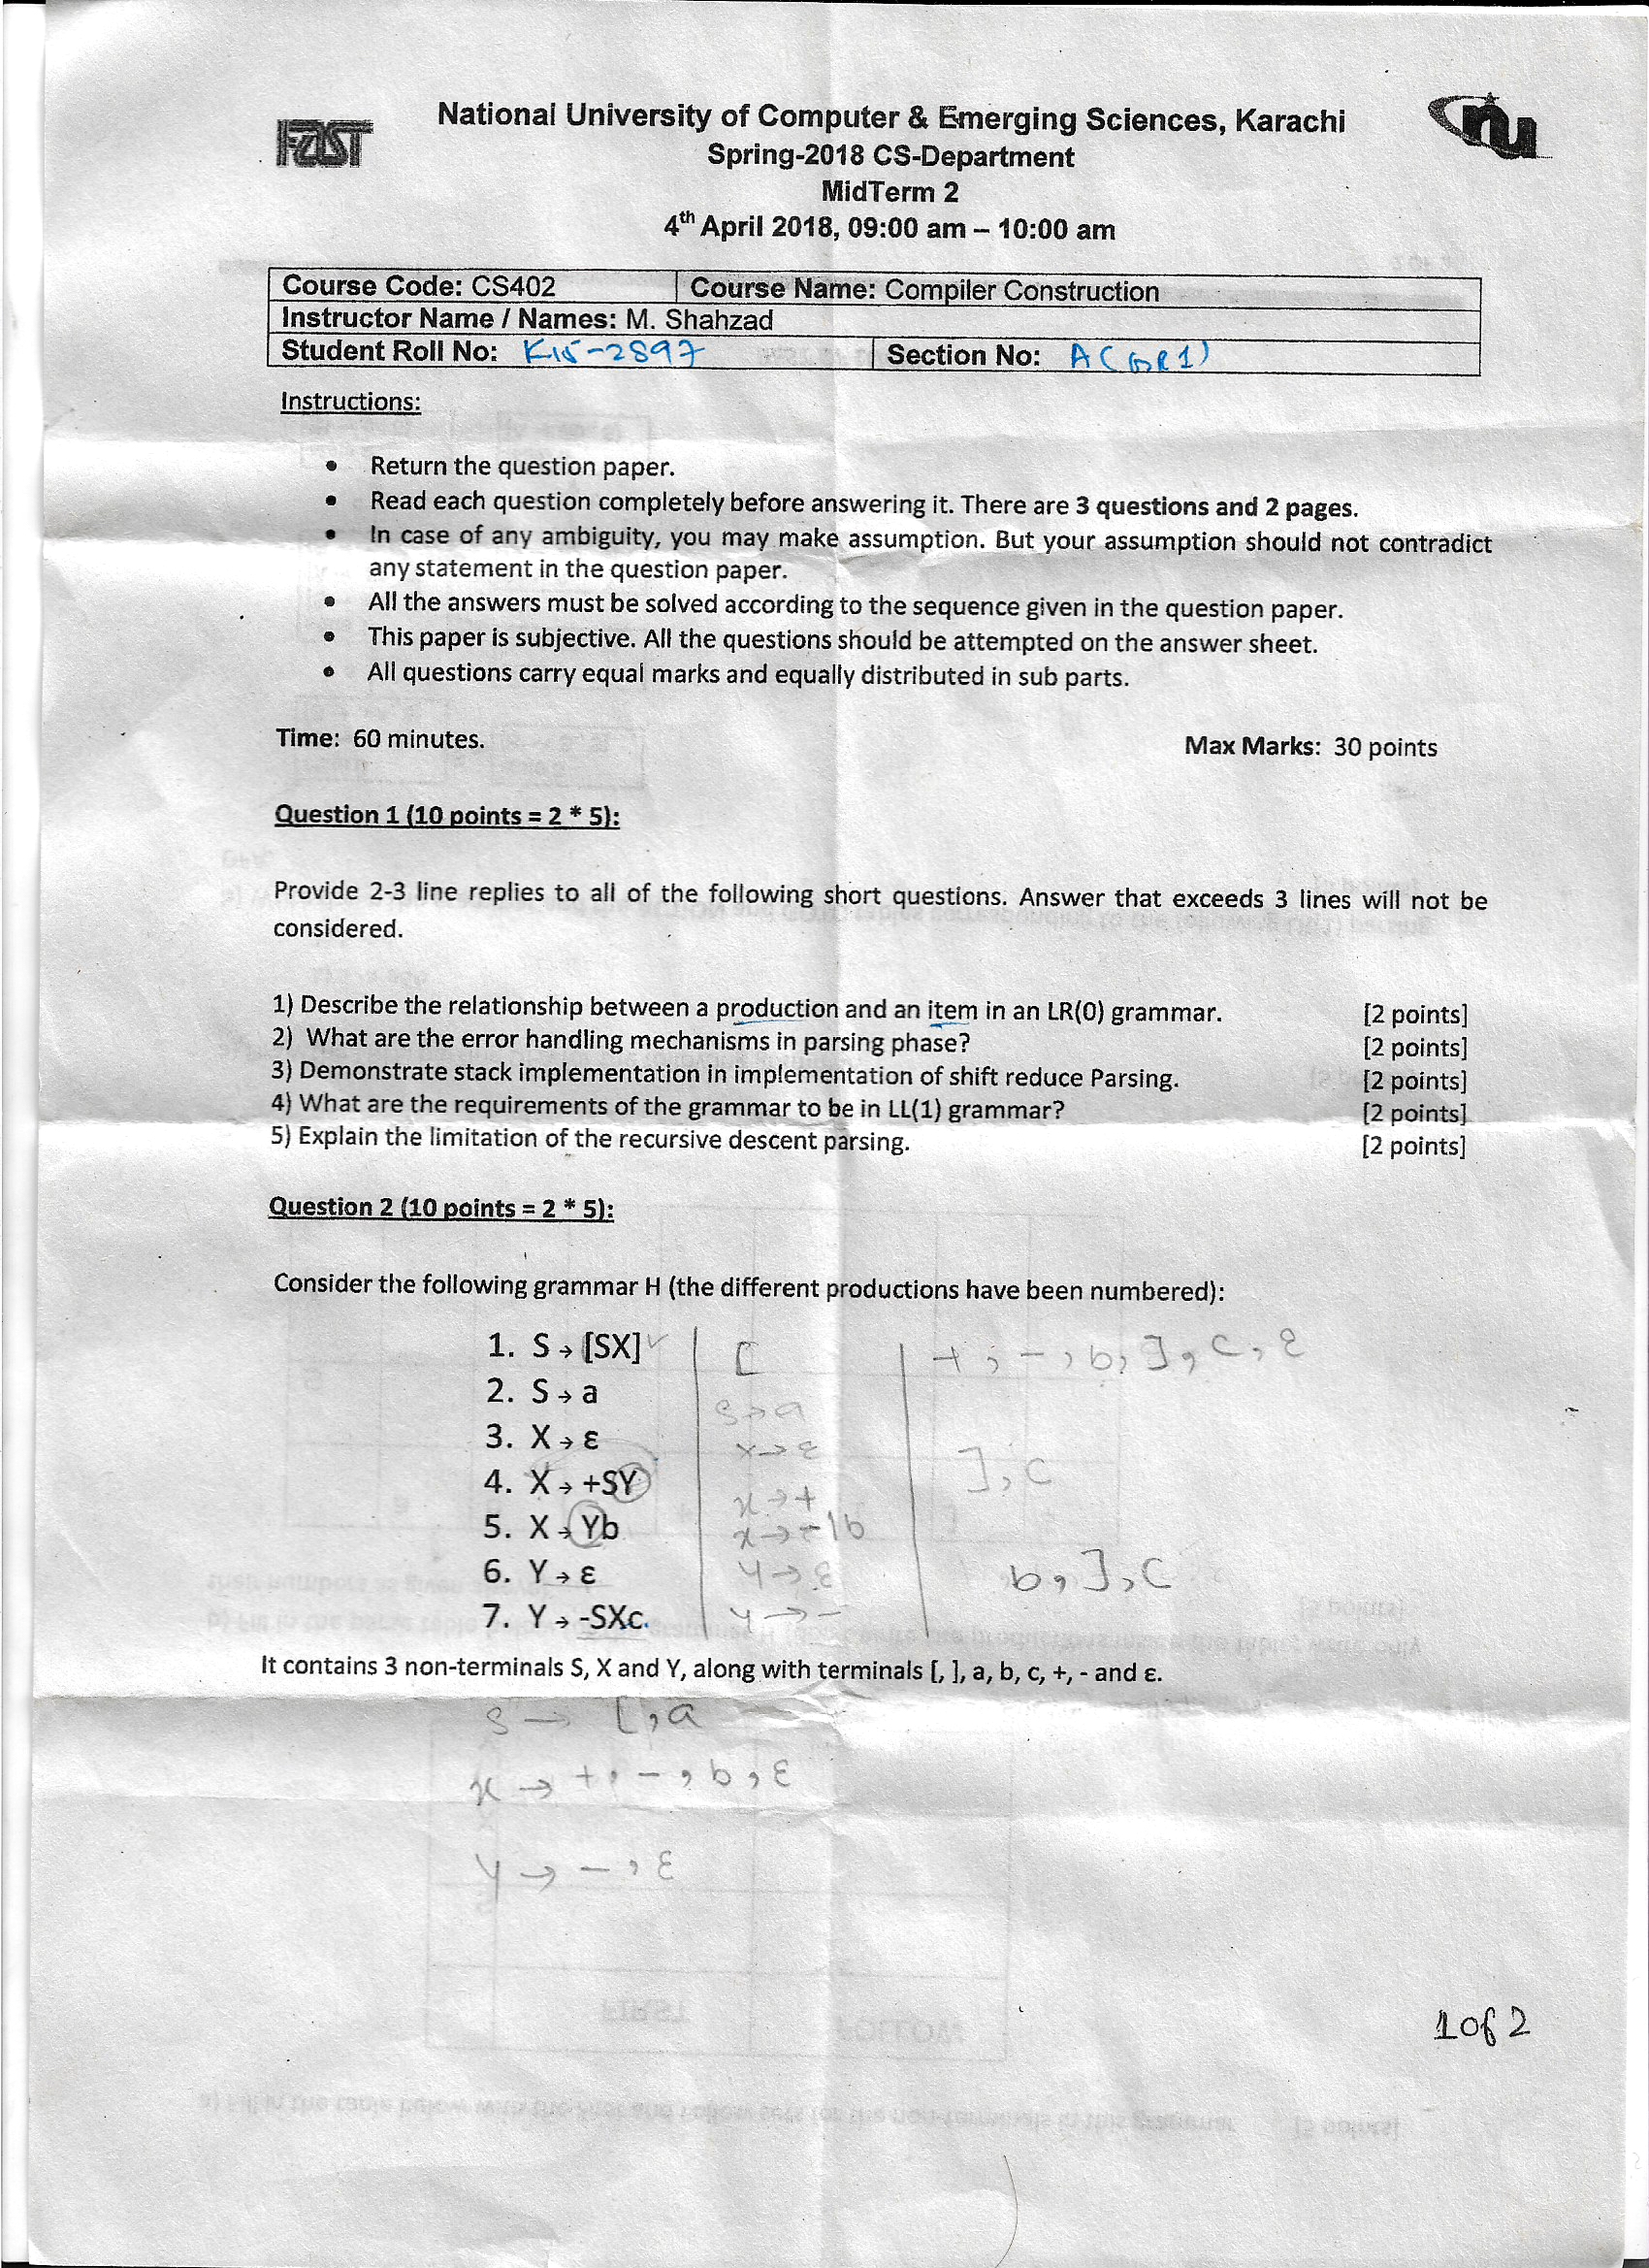 FAST
National University of Computer & Emerging Sciences, Karachi
nu
Spring-2018 CS-Department
MidTerm 2
4th April 2018, 09:00 am – 10:00 am
Course Code: CS402 Course Name: Compiler Construction
Instructor Name / Names: M. Shahzad
Student Roll No: K15-2897 Section No: A(GR1)
Instructions:
• Return the question paper.
• Read each question completely before answering it. There are 3 questions and 2 pages.
• In case of any ambiguity, you may make assumption. But your assumption should not contradict
any statement in the question paper.
• All the answers must be solved according to the sequence given in the question paper.
• This paper is subjective. All the questions should be attempted on the answer sheet.
• All questions carry equal marks and equally distributed in sub parts.
Time: 60 minutes. Max Marks: 30 points
Question 1 (10 points = 2 * 5):
Provide 2-3 line replies to all of the following short questions. Answer that exceeds 3 lines will not be
considered.
1) Describe the relationship between a production and an item in an LR(0) grammar. [2 points]
2) What are the error handling mechanisms in parsing phase? [2 points]
3) Demonstrate stack implementation in implementation of shift reduce Parsing. [2 points]
4) What are the requirements of the grammar to be in LL(1) grammar? [2 points]
5) Explain the limitation of the recursive descent parsing. [2 points]
Question 2 (10 points = 2 * 5):
Consider the following grammar H (the different productions have been numbered):
1. S → [SX] [ +, -, b, ], c, ε
2. S → a S→a
3. X → ε x→ε
4. X → +SY x→+ ], c
5. X → Yb x→-|b
6. Y → ε y→ε b, ], c
7. Y → -SXc. y→-
It contains 3 non-terminals S, X and Y, along with terminals [, ], a, b, c, +, - and ε.
S → [, a
x → +, -, b, ε
y → -, ε
1 of 2